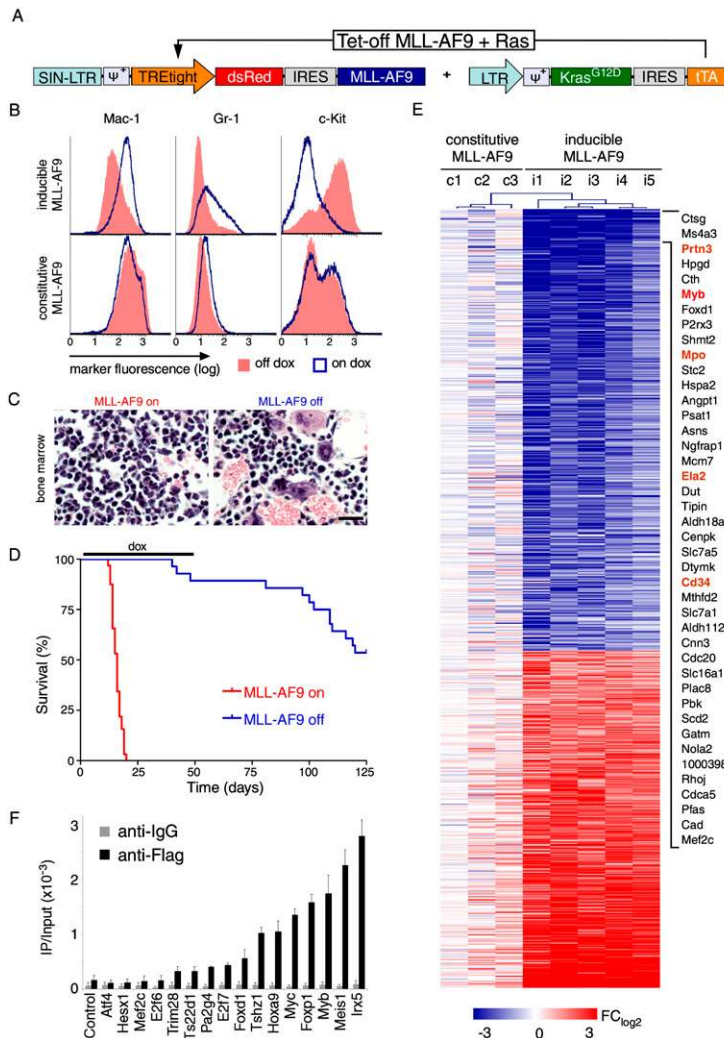 A
Tet-off MLL-AF9 + Ras
SIN-LTR Ψ+ TREtight dsRed IRES MLL-AF9 + LTR Ψ+ KrasG12D IRES tTA
B
Mac-1 Gr-1 c-Kit
inducible MLL-AF9
constitutive MLL-AF9
0 1 2 3 0 1 2 3 0 1 2 3
marker fluorescence (log)
off dox on dox
C
MLL-AF9 on MLL-AF9 off
bone marrow
D
dox
Survival (%)
100
75
50
25
0
MLL-AF9 on
MLL-AF9 off
0 25 50 75 100 125
Time (days)
E
constitutive MLL-AF9
inducible MLL-AF9
c1 c2 c3 i1 i2 i3 i4 i5
Ctsg
Ms4a3
Prtn3
Hpgd
Cth
Myb
Foxd1
P2rx3
Shmt2
Mpo
Stc2
Hspa2
Angpt1
Psat1
Asns
Ngfrap1
Mcm7
Ela2
Dut
Tipin
Aldh18a
Cenpk
Slc7a5
Dtymk
Cd34
Mthfd2
Slc7a1
Aldh112
Cnn3
Cdc20
Slc16a1
Plac8
Pbk
Scd2
Gatm
Nola2
1000398
Rhoj
Cdca5
Pfas
Cad
Mef2c
-3 0 3
FClog2
F
anti-IgG
anti-Flag
IP/Input (x10-3)
3
2
1
0
Control Atf4 Hesx1 Mef2c E2f6 Trim28 Ts22d1 Pa2g4 E2f7 Foxd1 Tshz1 Hoxa9 Myc Foxp1 Myb Meis1 Irx5